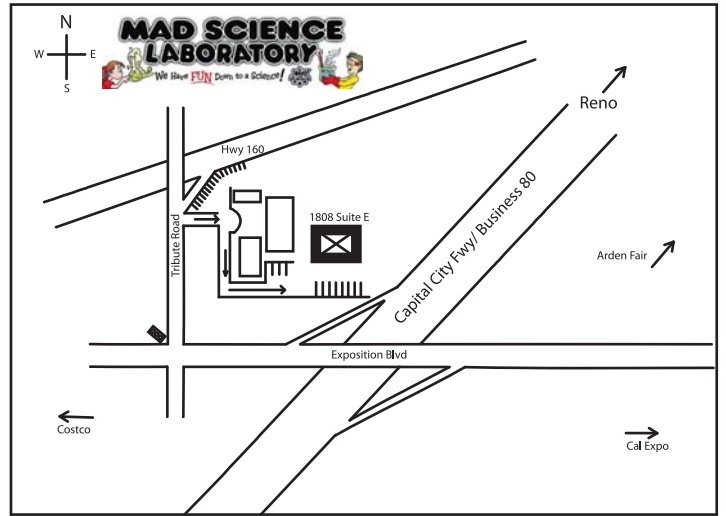 N
W E
S
MAD SCIENCE
LABORATORY
We Have FUN Down to a Science!
Reno
Hwy 160
1808 Suite E
Tribute Road
Capital City Fwy/ Business 80
Arden Fair
Exposition Blvd
Costco
Cal Expo